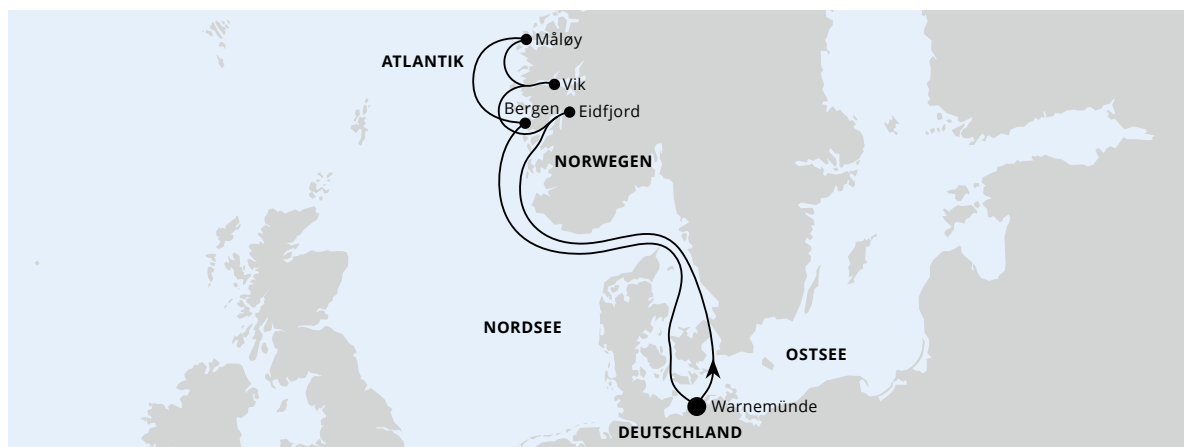 Måløy
ATLANTIK
Vik
Bergen
Eidfjord
NORWEGEN
NORDSEE
OSTSEE
Warnemünde
DEUTSCHLAND